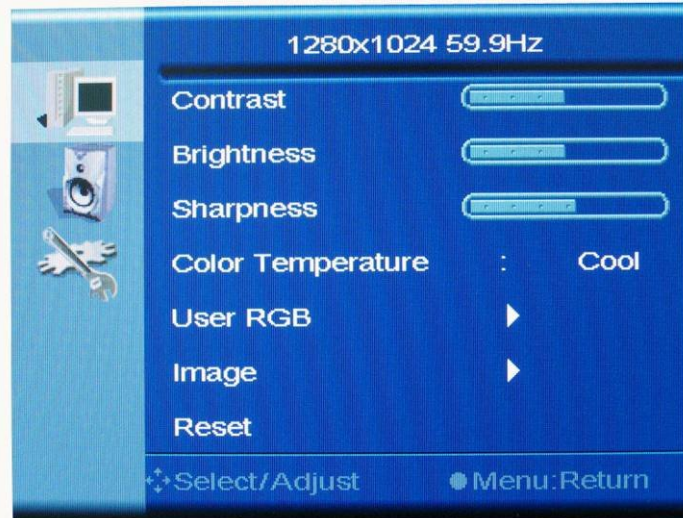 1280x1024 59.9Hz
Contrast
Brightness
Sharpness
Color Temperature : Cool
User RGB
Image
Reset
Select/Adjust Menu:Return